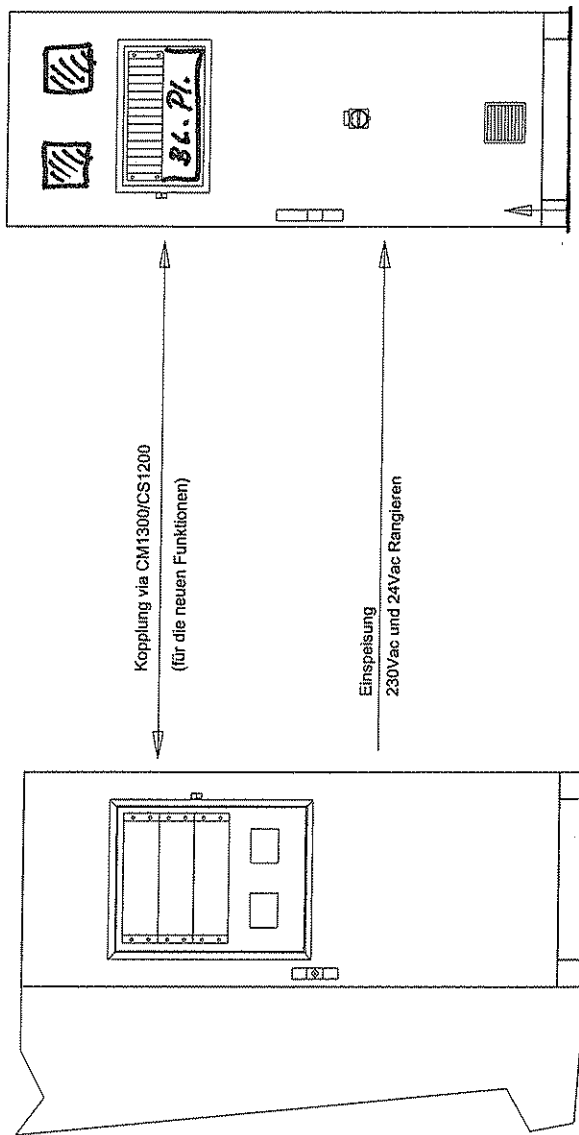 BL. Pl.
Kopplung via CM1300/CS1200
(für die neuen Funktionen)
Einspeisung
230Vac und 24Vac Rangieren